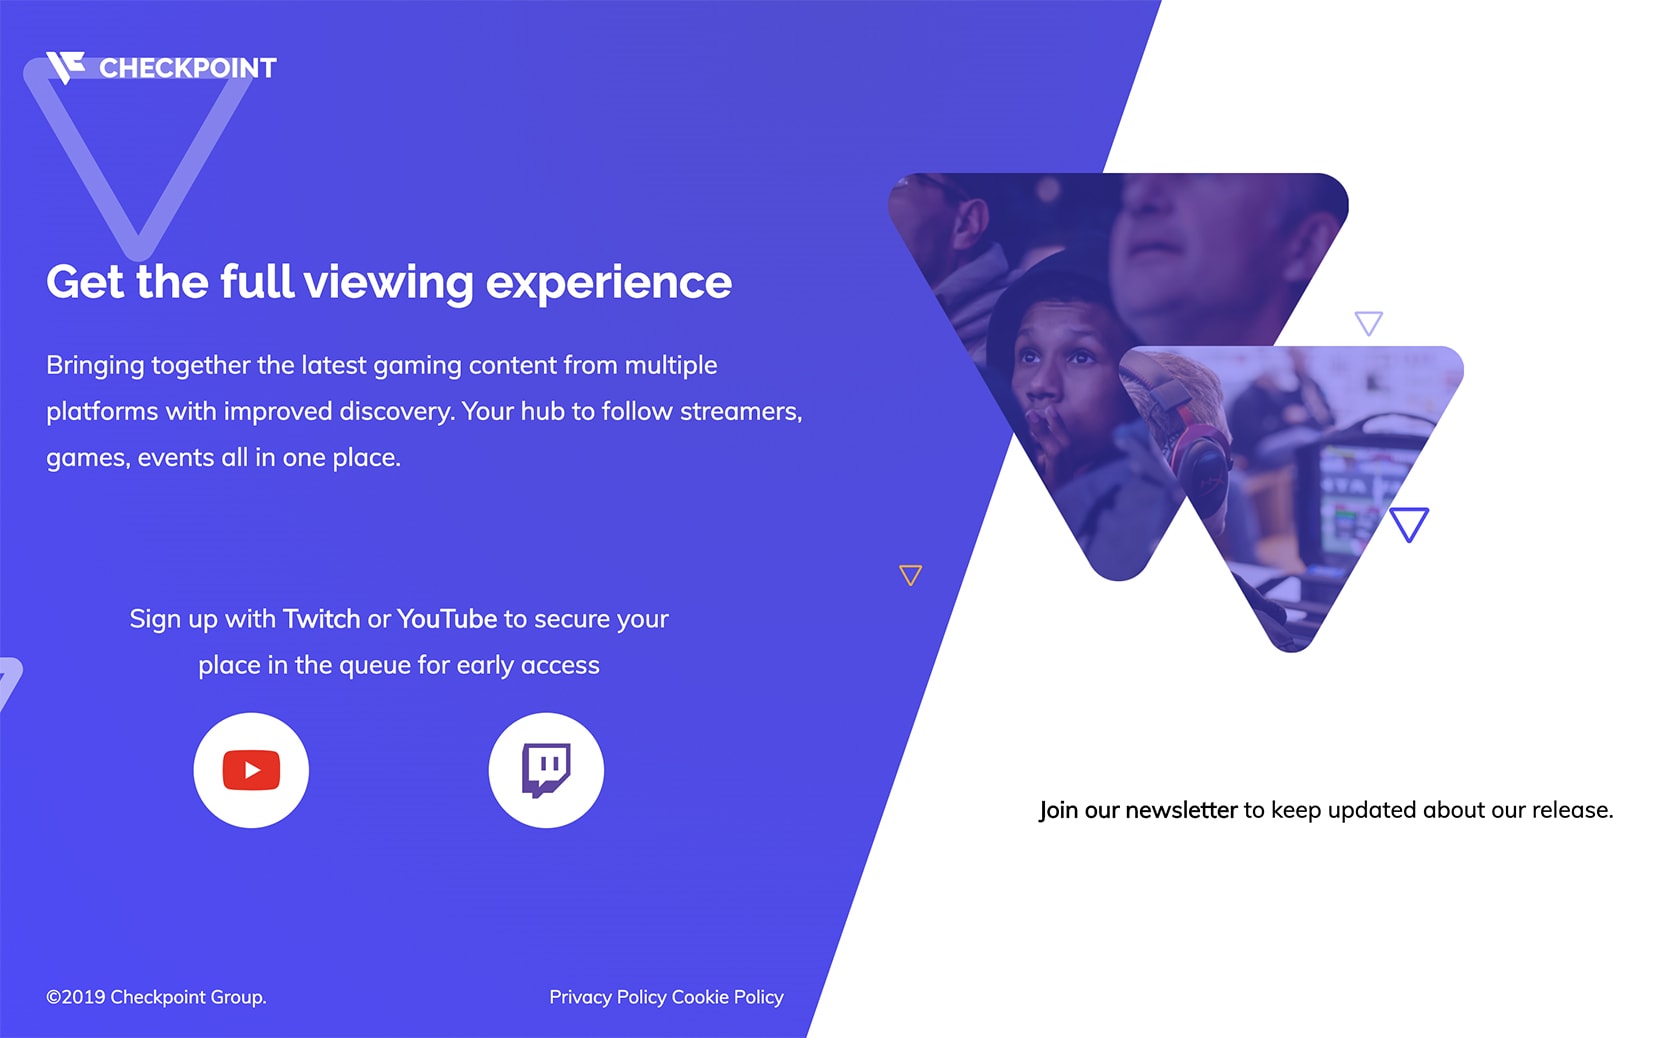 CHECKPOINT
Get the full viewing experience
Bringing together the latest gaming content from multiple
platforms with improved discovery. Your hub to follow streamers,
games, events all in one place.
Sign up with Twitch or YouTube to secure your
place in the queue for early access
Join our newsletter to keep updated about our release.
©2019 Checkpoint Group.
Privacy Policy Cookie Policy